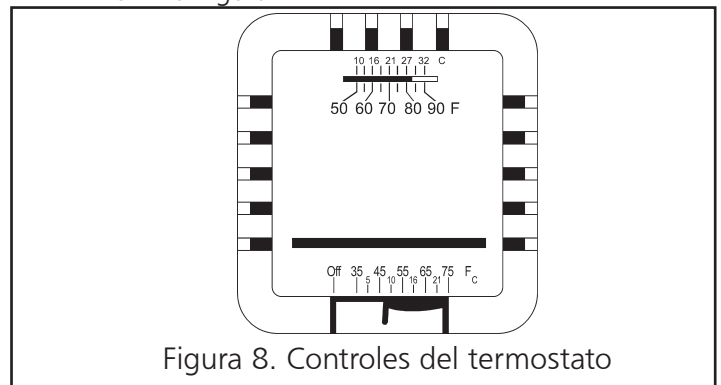 10 16 21 27 32 C
50 60 70 80 90 F
Off 35 45 55 65 75 F
5 10 16 21 C
Figura 8. Controles del termostato